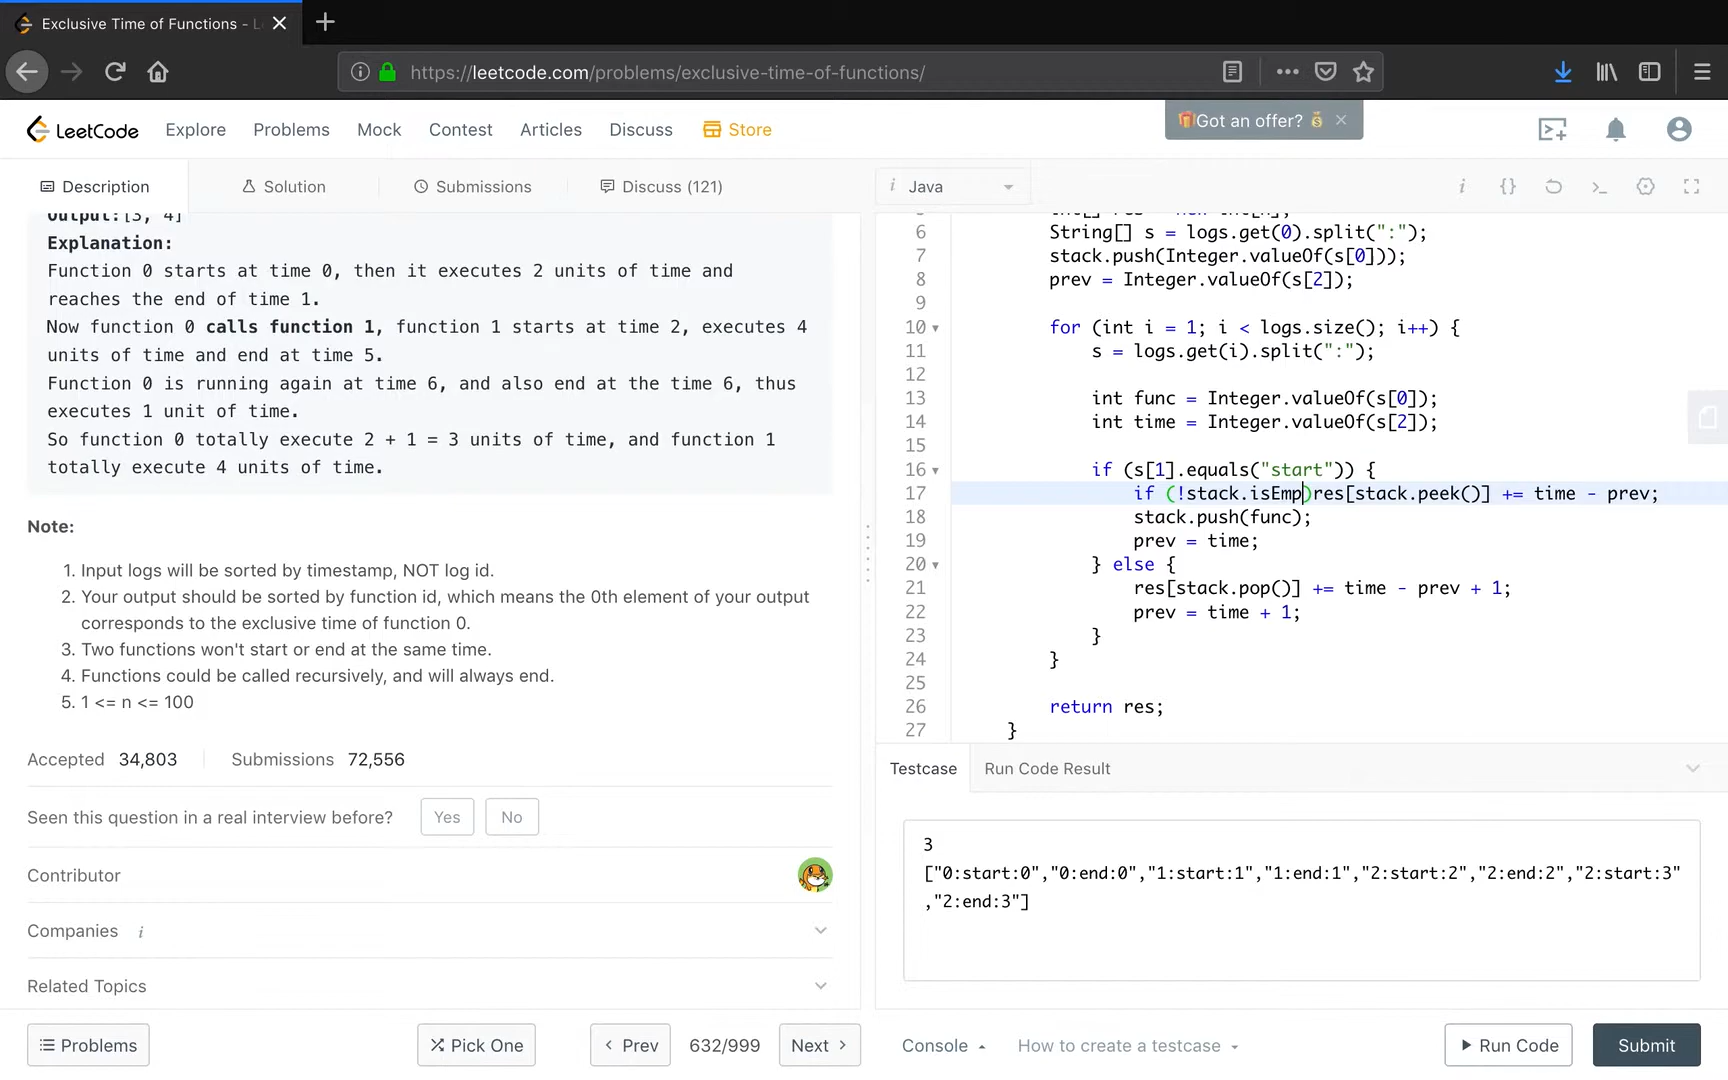 Exclusive Time of Functions - L
https://leetcode.com/problems/exclusive-time-of-functions/
LeetCode
Explore
Problems
Mock
Contest
Articles
Discuss
Store
Got an offer?
Description
Solution
Submissions
Discuss (121)
i Java
Output:[3, 4]
Explanation:
Function 0 starts at time 0, then it executes 2 units of time and
reaches the end of time 1.
Now function 0 calls function 1, function 1 starts at time 2, executes 4
units of time and end at time 5.
Function 0 is running again at time 6, and also end at the time 6, thus
executes 1 unit of time.
So function 0 totally execute 2 + 1 = 3 units of time, and function 1
totally execute 4 units of time.
Note:
1. Input logs will be sorted by timestamp, NOT log id.
2. Your output should be sorted by function id, which means the 0th element of your output
corresponds to the exclusive time of function 0.
3. Two functions won't start or end at the same time.
4. Functions could be called recursively, and will always end.
5. 1 <= n <= 100
Accepted 34,803
Submissions 72,556
Seen this question in a real interview before?
Yes
No
Contributor
Companies i
Related Topics
Problems
Pick One
Prev
632/999
Next
int[] res = new int[n];
6 String[] s = logs.get(0).split(":");
7 stack.push(Integer.valueOf(s[0]));
8 prev = Integer.valueOf(s[2]);
9
10 for (int i = 1; i < logs.size(); i++) {
11 s = logs.get(i).split(":");
12
13 int func = Integer.valueOf(s[0]);
14 int time = Integer.valueOf(s[2]);
15
16 if (s[1].equals("start")) {
17 if (!stack.isEmp)res[stack.peek()] += time - prev;
18 stack.push(func);
19 prev = time;
20 } else {
21 res[stack.pop()] += time - prev + 1;
22 prev = time + 1;
23 }
24 }
25
26 return res;
27 }
Testcase
Run Code Result
3
["0:start:0","0:end:0","1:start:1","1:end:1","2:start:2","2:end:2","2:start:3"
,"2:end:3"]
Console
How to create a testcase
Run Code
Submit